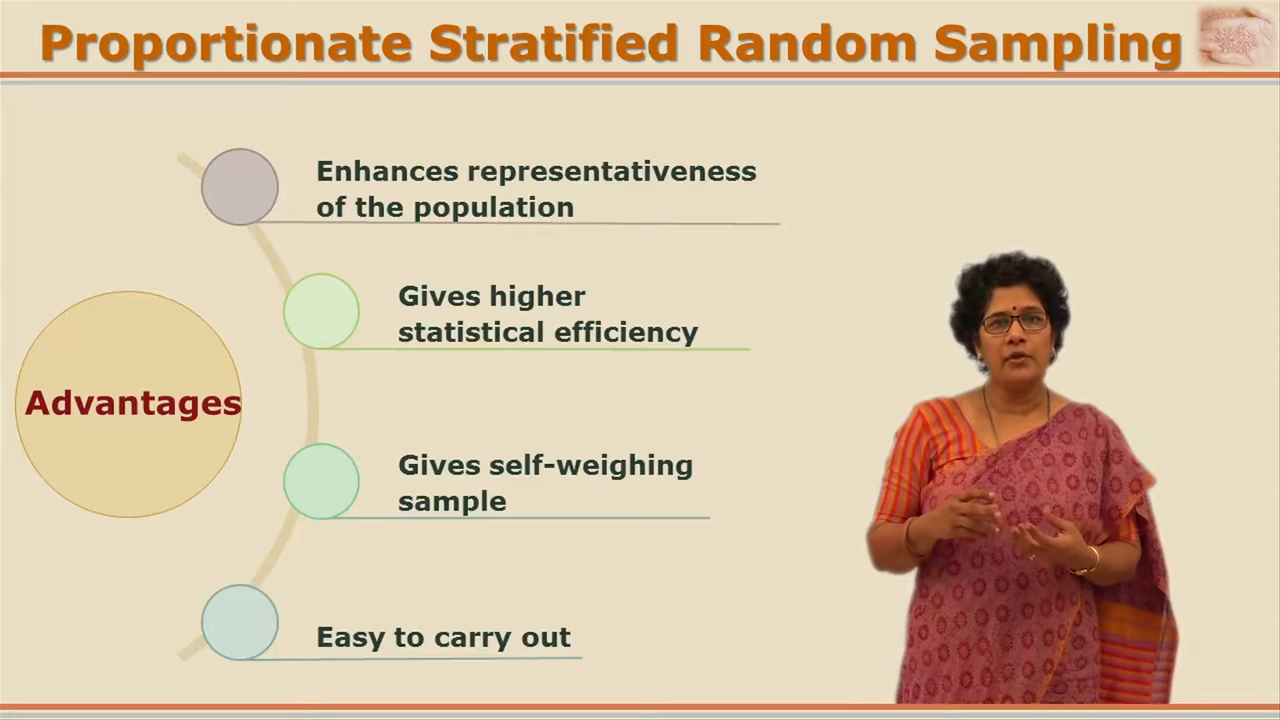 Proportionate Stratified Random Sampling
Enhances representativeness
of the population
Gives higher
statistical efficiency
Advantages
Gives self-weighing
sample
Easy to carry out